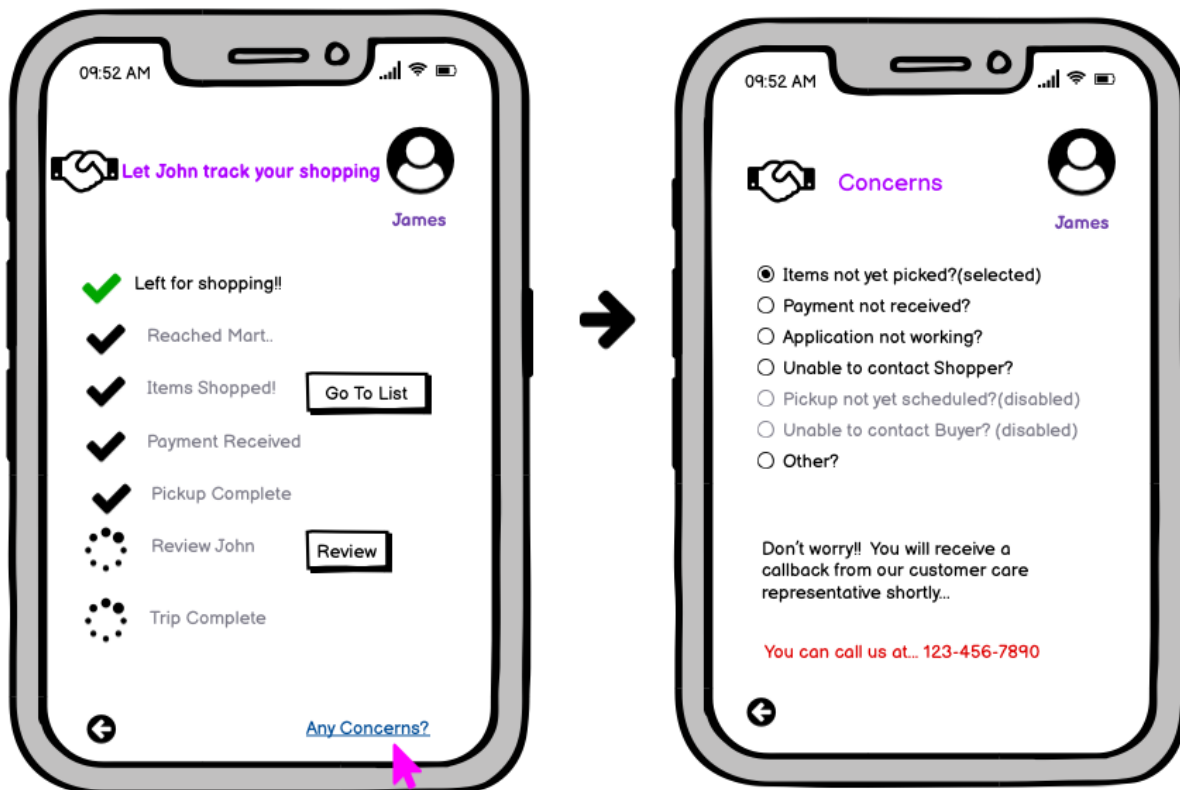 09:52 AM
Let John track your shopping
James
Left for shopping!!
Reached Mart..
Items Shopped!
Go To List
Payment Received
Pickup Complete
Review John
Review
Trip Complete
Any Concerns?
09:52 AM
Concerns
James
Items not yet picked?(selected)
Payment not received?
Application not working?
Unable to contact Shopper?
Pickup not yet scheduled?(disabled)
Unable to contact Buyer? (disabled)
Other?
Don't worry!! You will receive a
callback from our customer care
representative shortly...
You can call us at... 123-456-7890